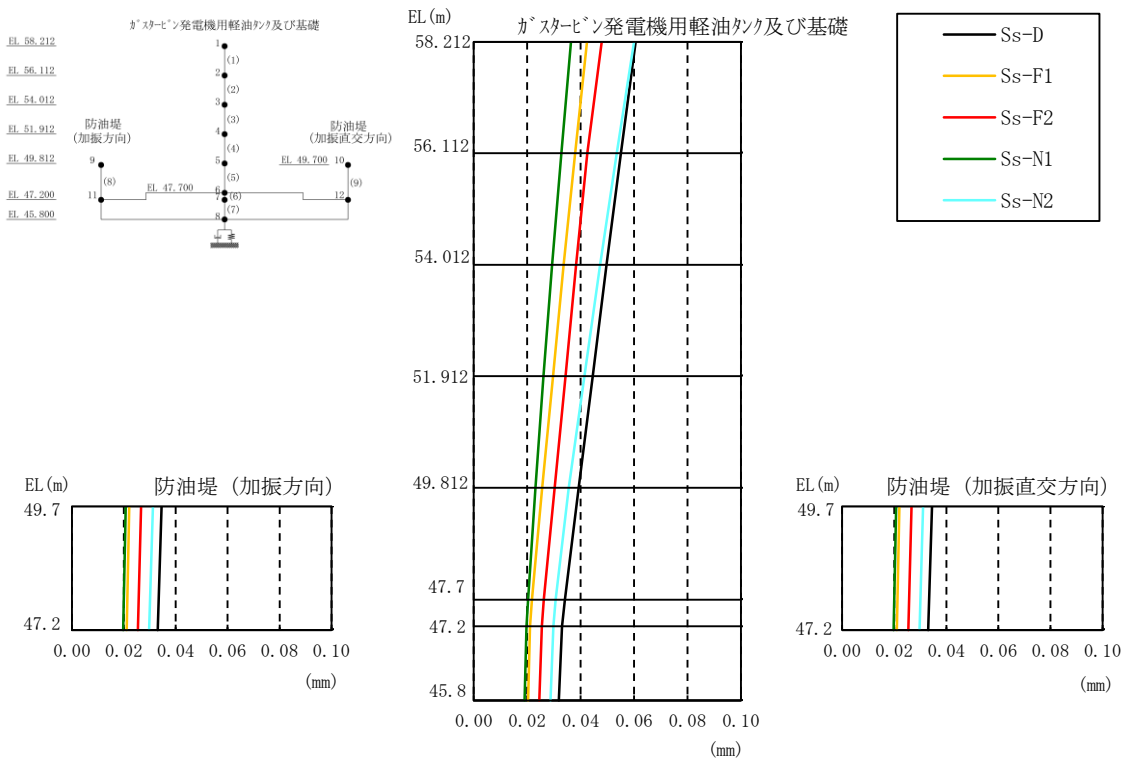 ガスタービン発電機用軽油タンク及び基礎
EL 58.212
EL 56.112
EL 54.012
EL 51.912
EL 49.812
EL 47.200
EL 45.800
防油堤
(加振方向)
防油堤
(加振直交方向)
EL 49.700
EL 47.700
1
(1)
2
(2)
3
(3)
4
(4)
5
(5)
6
7
(6)
(7)
8
9
(8)
11
10
(9)
12
EL(m)
ガスタービン発電機用軽油タンク及び基礎
58.212
56.112
54.012
51.912
49.812
47.7
47.2
45.8
0.00 0.02 0.04 0.06 0.08 0.10
(mm)
Ss-D
Ss-F1
Ss-F2
Ss-N1
Ss-N2
EL(m)
防油堤 (加振方向)
49.7
47.2
0.00 0.02 0.04 0.06 0.08 0.10
(mm)
EL(m)
防油堤 (加振直交方向)
49.7
47.2
0.00 0.02 0.04 0.06 0.08 0.10
(mm)